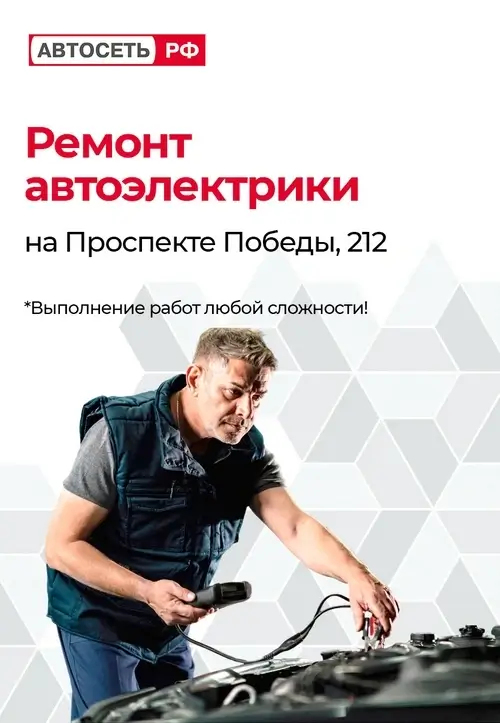 АВТОСЕТЬ РФ
Ремонт
автоэлектрики
на Проспекте Победы, 212
*Выполнение работ любой сложности!